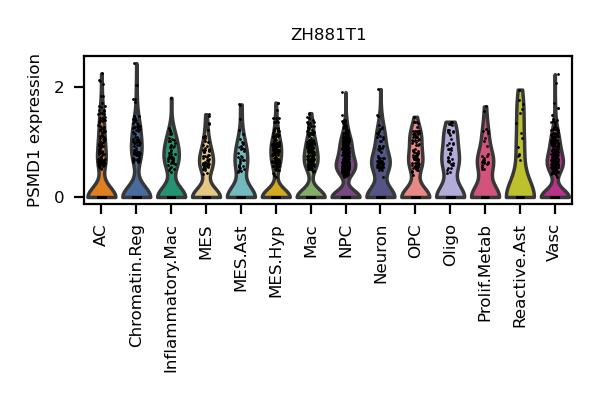 ZH881T1
PSMD1 expression
2
0
AC
Chromatin.Reg
Inflammatory.Mac
MES
MES.Ast
MES.Hyp
Mac
NPC
Neuron
OPC
Oligo
Prolif.Metab
Reactive.Ast
Vasc